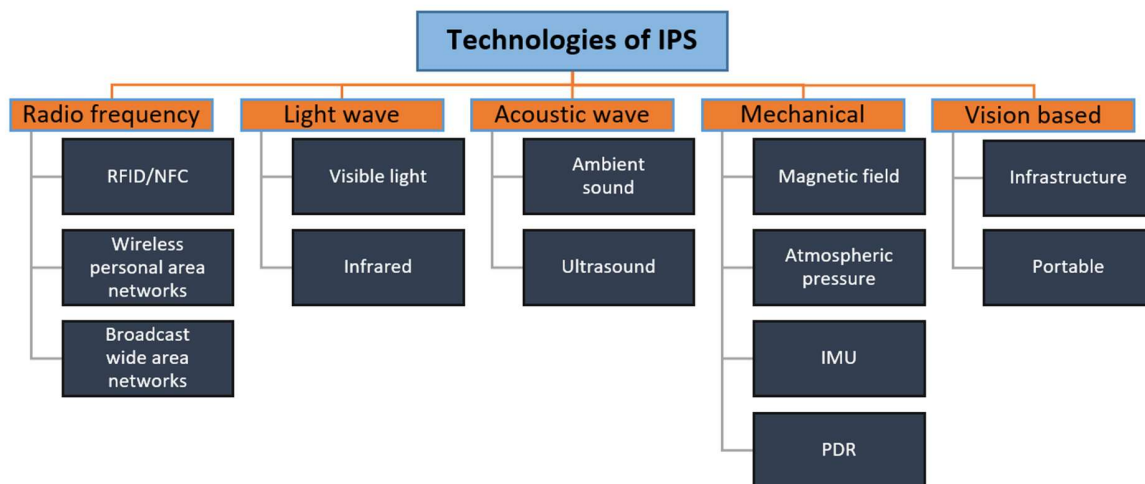 Technologies of IPS
Radio frequency
Light wave
Acoustic wave
Mechanical
Vision based
RFID/NFC
Wireless
personal area
networks
Broadcast
wide area
networks
Visible light
Infrared
Ambient
sound
Ultrasound
Magnetic field
Atmospheric
pressure
IMU
PDR
Infrastructure
Portable